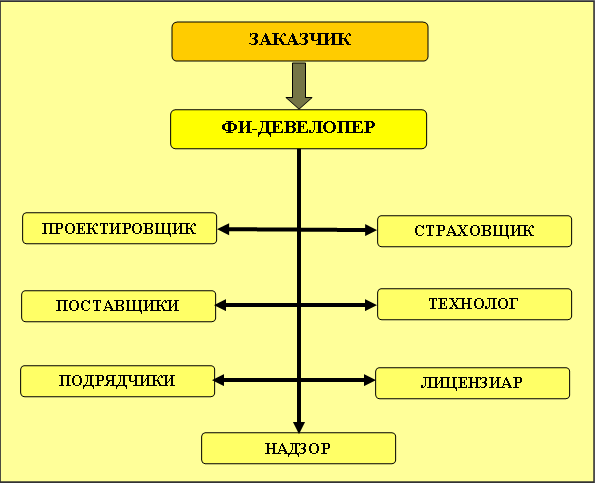 ЗАКАЗЧИК
ФИ-ДЕВЕЛОПЕР
ПРОЕКТИРОВЩИК
СТРАХОВЩИК
ПОСТАВЩИКИ
ТЕХНОЛОГ
ПОДРЯДЧИКИ
ЛИЦЕНЗИАР
НАДЗОР